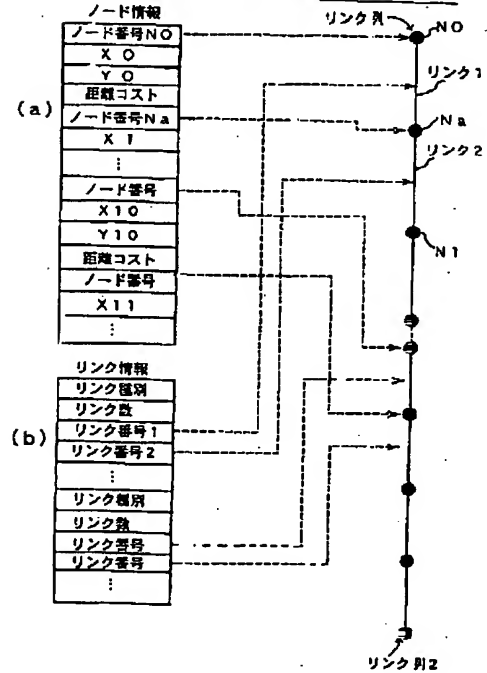 ノード情報
ノード番号N0
X0
Y0
距離コスト
ノード番号Na
X1
⋮
ノード番号
X10
Y10
距離コスト
ノード番号
X11
⋮
(a)
リンク情報
リンク種別
リンク数
リンク番号1
リンク番号2
⋮
リンク種別
リンク数
リンク番号
リンク番号
⋮
(b)
リンク列
N0
リンク1
Na
リンク2
N1
リンク列2